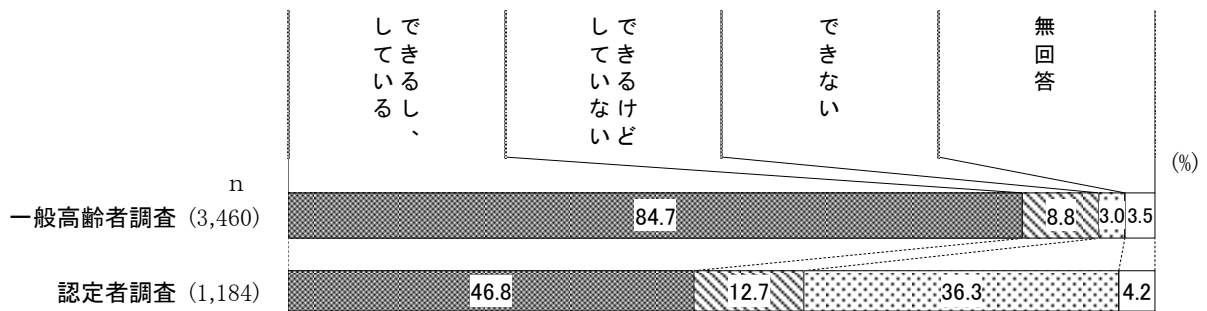 できるし、
している
できるけど
していない
できない
無回答
(%)
n
一般高齢者調査 (3,460)
84.7
8.8
3.0
3.5
認定者調査 (1,184)
46.8
12.7
36.3
4.2